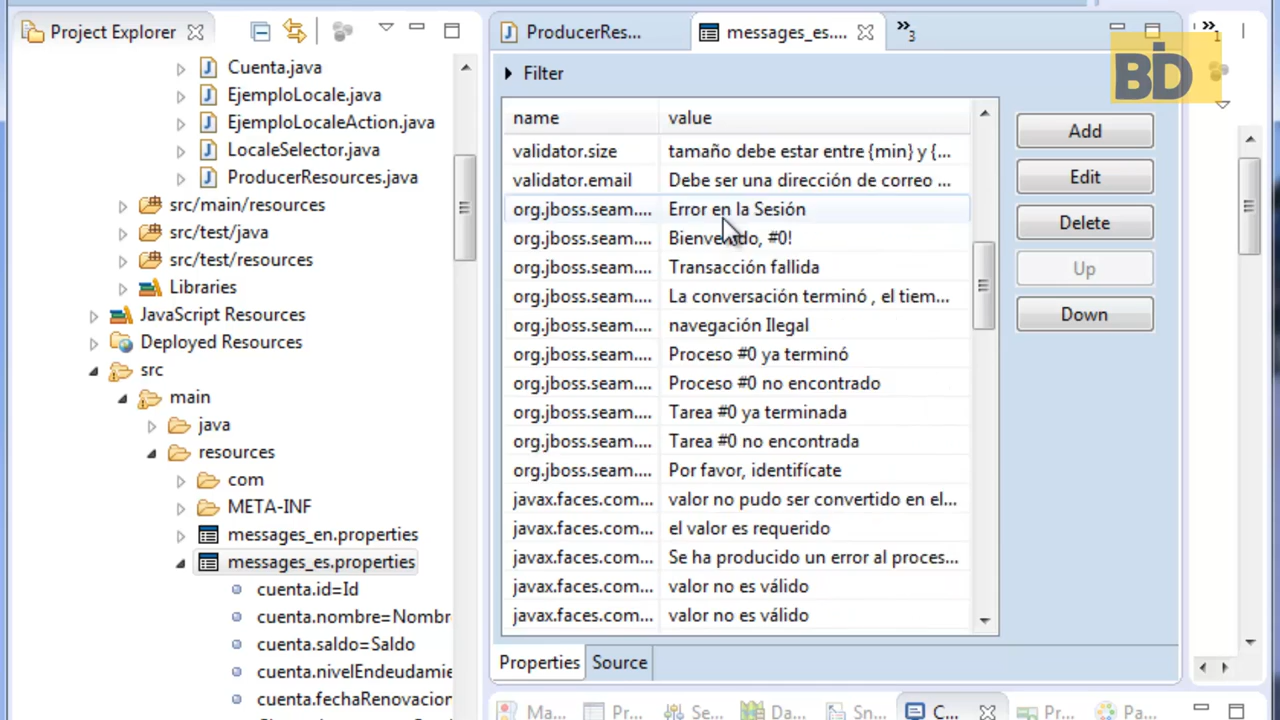 Project Explorer
Cuenta.java
EjemploLocale.java
EjemploLocaleAction.java
LocaleSelector.java
ProducerResources.java
src/main/resources
src/test/java
src/test/resources
Libraries
JavaScript Resources
Deployed Resources
src
main
java
resources
com
META-INF
messages_en.properties
messages_es.properties
cuenta.id=Id
cuenta.nombre=Nombr
cuenta.saldo=Saldo
cuenta.nivelEndeudamie
cuenta.fechaRenovacion
ProducerRes...
messages_es....
»3
»1
BD
Filter
name value
validator.size tamaño debe estar entre {min} y {...
validator.email Debe ser una dirección de correo ...
org.jboss.seam.... Error en la Sesión
org.jboss.seam.... Bienvenido, #0!
org.jboss.seam.... Transacción fallida
org.jboss.seam.... La conversación terminó , el tiem...
org.jboss.seam.... navegación Ilegal
org.jboss.seam.... Proceso #0 ya terminó
org.jboss.seam.... Proceso #0 no encontrado
org.jboss.seam.... Tarea #0 ya terminada
org.jboss.seam.... Tarea #0 no encontrada
org.jboss.seam.... Por favor, identifícate
javax.faces.com... valor no pudo ser convertido en el...
javax.faces.com... el valor es requerido
javax.faces.com... Se ha producido un error al proces...
javax.faces.com... valor no es válido
javax.faces.com... valor no es válido
Add
Edit
Delete
Up
Down
Properties Source
Ma... Pr... Se... Da... Sn... C... Pr... Pa...